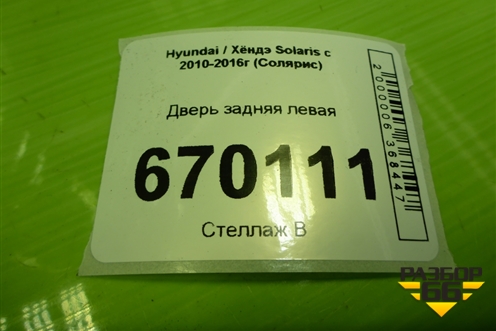 Hyundai / Хёндэ Solaris с
2010-2016г (Солярис)
Дверь задняя левая
670111
Стеллаж В
2000006368447
РАЗБОР
66